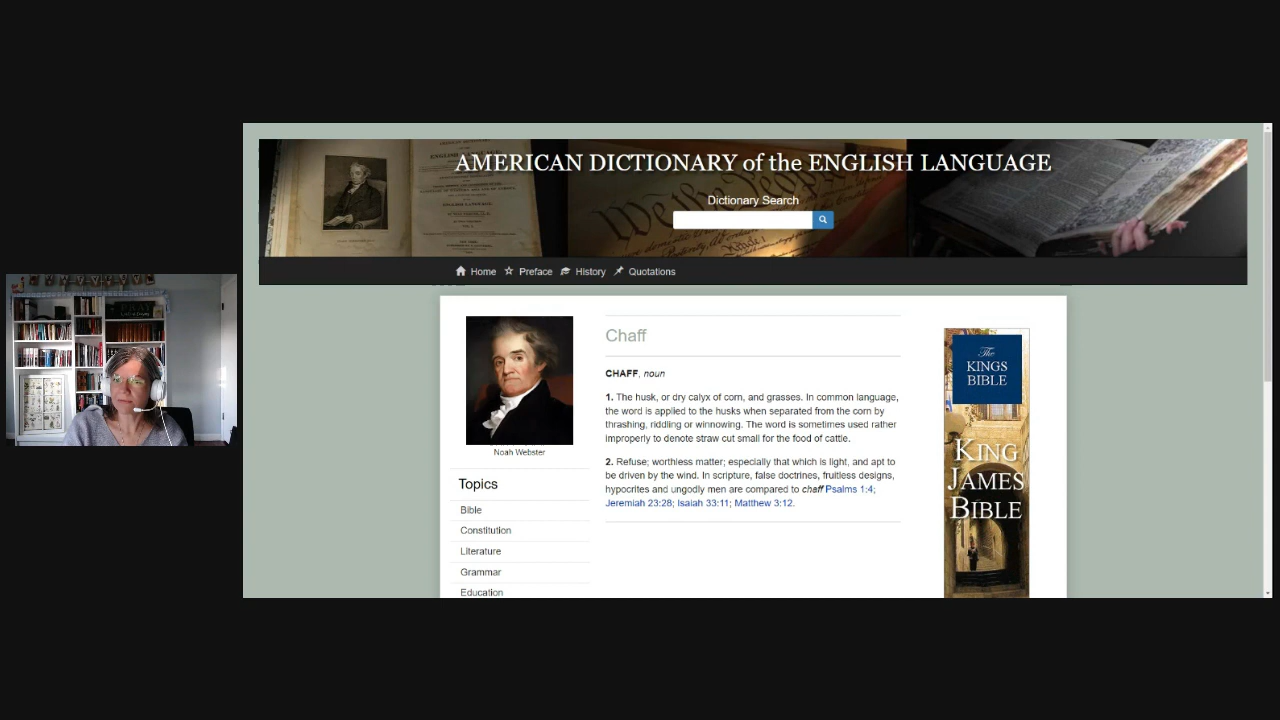 AMERICAN DICTIONARY of the ENGLISH LANGUAGE
Dictionary Search
Home Preface History Quotations
Noah Webster
Topics
Bible
Constitution
Literature
Grammar
Education
Chaff
CHAFF, noun
1. The husk, or dry calyx of corn, and grasses. In common language,
the word is applied to the husks when separated from the corn by
thrashing, riddling or winnowing. The word is sometimes used rather
improperly to denote straw cut small for the food of cattle.
2. Refuse; worthless matter; especially that which is light, and apt to
be driven by the wind. In scripture, false doctrines, fruitless designs,
hypocrites and ungodly men are compared to chaff Psalms 1:4;
Jeremiah 23:28; Isaiah 33:11; Matthew 3:12.
The
KINGS
BIBLE
KING
JAMES
BIBLE
We the People
PRAY